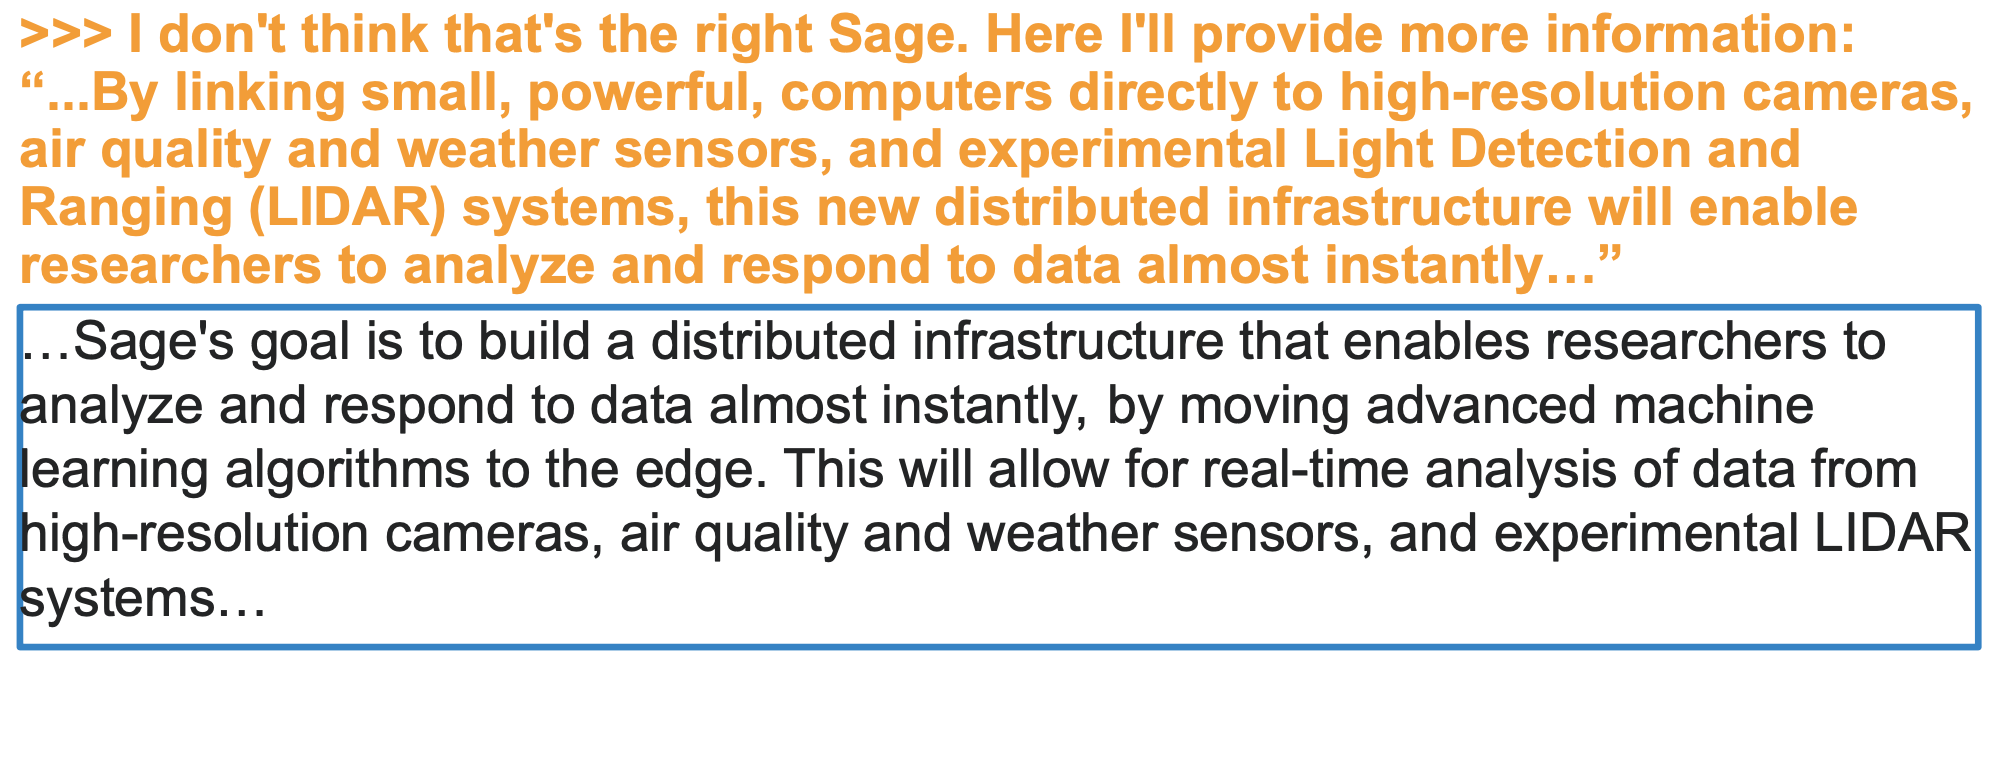 >>> I don't think that's the right Sage. Here I'll provide more information:
“...By linking small, powerful, computers directly to high-resolution cameras,
air quality and weather sensors, and experimental Light Detection and
Ranging (LIDAR) systems, this new distributed infrastructure will enable
researchers to analyze and respond to data almost instantly…”
…Sage's goal is to build a distributed infrastructure that enables researchers to
analyze and respond to data almost instantly, by moving advanced machine
learning algorithms to the edge. This will allow for real-time analysis of data from
high-resolution cameras, air quality and weather sensors, and experimental LIDAR
systems…